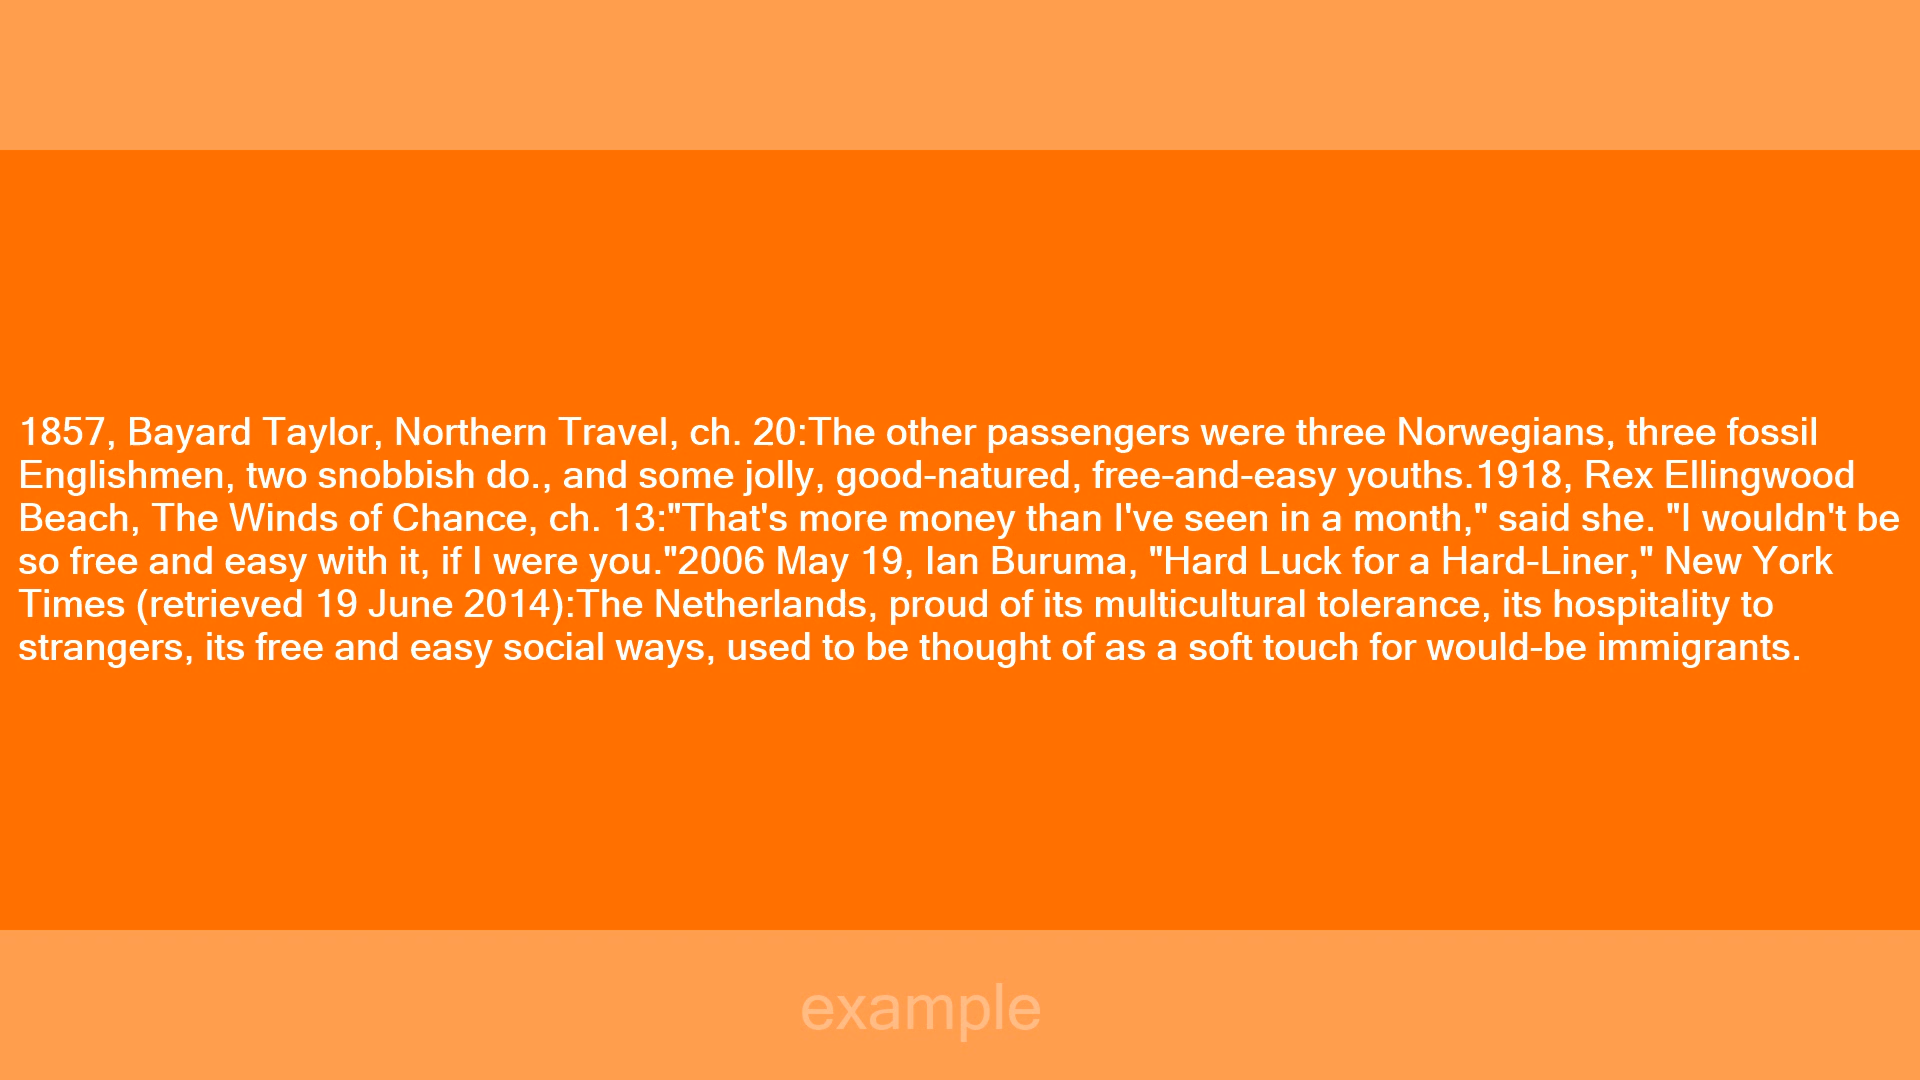 1857, Bayard Taylor, Northern Travel, ch. 20:The other passengers were three Norwegians, three fossil
Englishmen, two snobbish do., and some jolly, good-natured, free-and-easy youths.1918, Rex Ellingwood
Beach, The Winds of Chance, ch. 13:"That's more money than I've seen in a month," said she. "I wouldn't be
so free and easy with it, if I were you."2006 May 19, Ian Buruma, "Hard Luck for a Hard-Liner," New York
Times (retrieved 19 June 2014):The Netherlands, proud of its multicultural tolerance, its hospitality to
strangers, its free and easy social ways, used to be thought of as a soft touch for would-be immigrants.
example